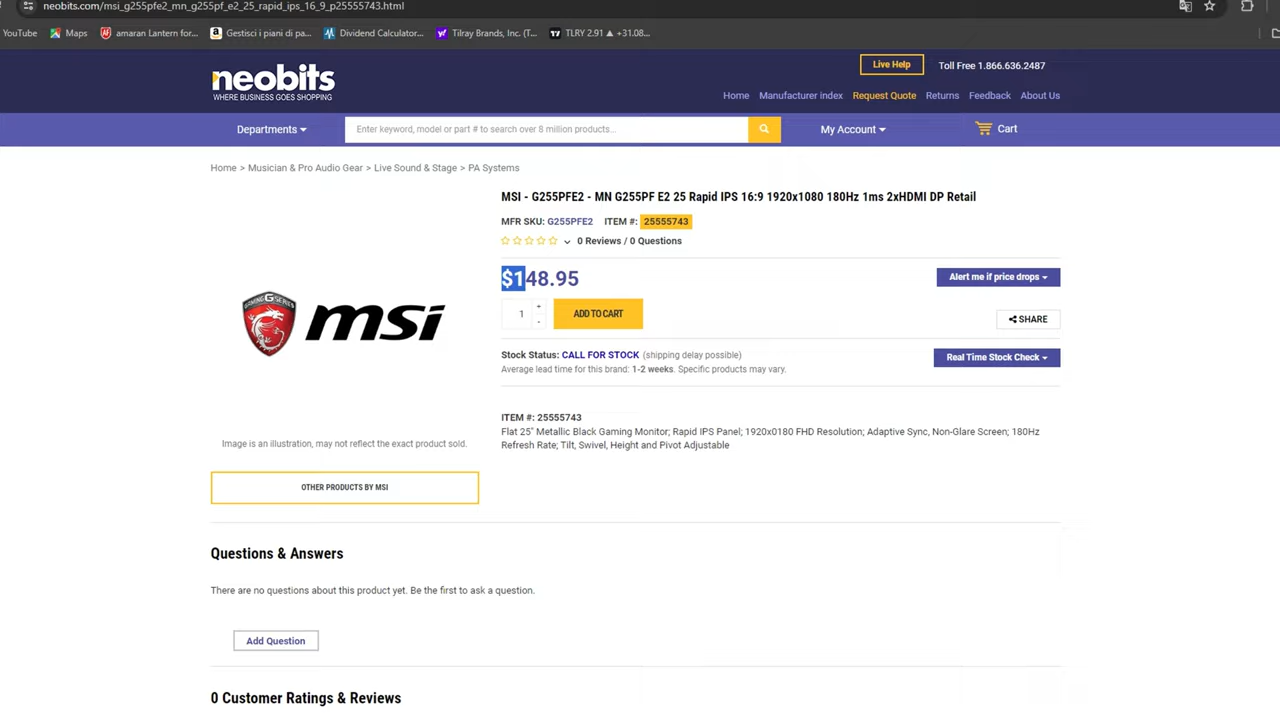 neobits.com/msi_g255pfe2_mn_g255pf_e2_25_rapid_ips_16_9_p25555743.html
YouTube Maps amaran Lantern for... Gestisci i piani di pa... Dividend Calculator... Tilray Brands, Inc. (T... TLRY 2.91 ▲ +31.08...
neobits
WHERE BUSINESS GOES SHOPPING
Live Help Toll Free 1.866.636.2487
Home Manufacturer index Request Quote Returns Feedback About Us
Departments Enter keyword, model or part # to search over 8 million products... My Account Cart
Home > Musician & Pro Audio Gear > Live Sound & Stage > PA Systems
MSI - G255PFE2 - MN G255PF E2 25 Rapid IPS 16:9 1920x1080 180Hz 1ms 2xHDMI DP Retail
MFR SKU: G255PFE2 ITEM #: 25555743
0 Reviews / 0 Questions
$148.95
Alert me if price drops
1 + - ADD TO CART
SHARE
GAMING G SERIES
msi
Stock Status: CALL FOR STOCK (shipping delay possible)
Real Time Stock Check
Average lead time for this brand: 1-2 weeks. Specific products may vary.
ITEM #: 25555743
Flat 25" Metallic Black Gaming Monitor; Rapid IPS Panel; 1920x0180 FHD Resolution; Adaptive Sync, Non-Glare Screen; 180Hz
Refresh Rate; Tilt, Swivel, Height and Pivot Adjustable
Image is an illustration, may not reflect the exact product sold.
OTHER PRODUCTS BY MSI
Questions & Answers
There are no questions about this product yet. Be the first to ask a question.
Add Question
0 Customer Ratings & Reviews